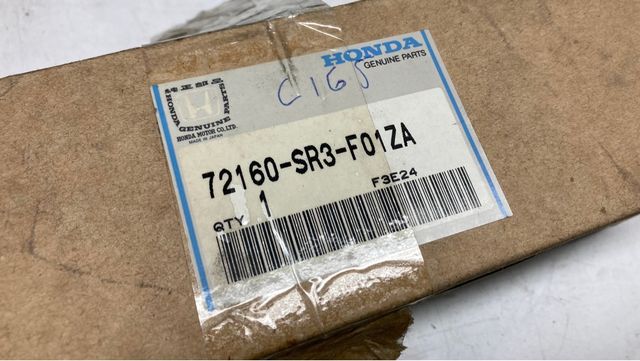 HONDA
GENUINE PARTS
HONDA GENUINE PARTS
HONDA MOTOR CO.,LTD.
MADE IN JAPAN
72160-SR3-F01ZA
F3E24
QTY 1